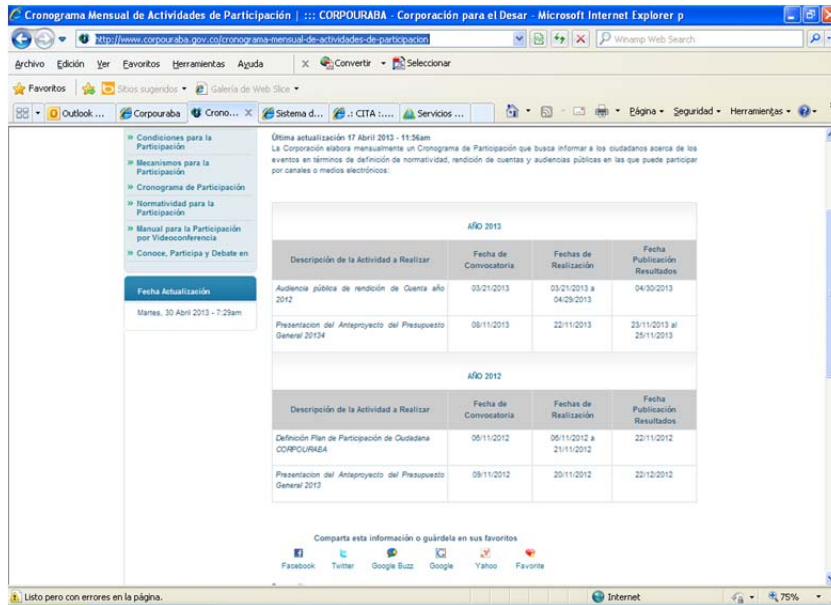 Cronograma Mensual de Actividades de Participación | ::: CORPOURABA - Corporación para el Desar - Microsoft Internet Explorer p
http://www.corpouraba.gov.co/cronograma-mensual-de-actividades-de-participacion
Winamp Web Search
Archivo Edición Ver Favoritos Herramientas Ayuda
x Convertir Seleccionar
Favoritos Sitios sugeridos Galería de Web Slice
Outlook ... Corpouraba Crono... X Sistema d... .: CITA :.... Servicios ... Página Seguridad Herramientas
» Condiciones para la
Participación
» Mecanismos para la
Participación
» Cronograma de Participación
» Normatividad para la
Participación
» Manual para la Participación
por Videoconferencia
» Conoce, Participa y Debate en
Fecha Actualización
Martes, 30 Abril 2013 - 7:29am
Última actualización 17 Abril 2013 - 11:56am
La Corporación elabora mensualmente un Cronograma de Participación que busca informar a los ciudadanos acerca de los
eventos en términos de definición de normatividad, rendición de cuentas y audiencias públicas en las que puede participar
por canales o medios electrónicos:
AÑO 2013
Descripción de la Actividad a Realizar
Fecha de
Convocatoria
Fechas de
Realización
Fecha
Publicación
Resultados
Audiencia pública de rendición de Cuenta año
2012
03/21/2013
03/21/2013 a
04/29/2013
04/30/2013
Presentacion del Anteproyecto del Presupuesto
General 20134
08/11/2013
22/11/2013
23/11/2013 al
25/11/2013
AÑO 2012
Descripción de la Actividad a Realizar
Fecha de
Convocatoria
Fechas de
Realización
Fecha
Publicación
Resultados
Definición Plan de Participación de Ciudadana
CORPOURABA
06/11/2012
06/11/2012 a
21/11/2012
22/11/2012
Presentacion del Anteproyecto del Presupuesto
General 2013
09/11/2012
20/11/2012
22/12/2012
Comparta esta información o guárdela en sus favoritos
Facebook Twitter Google Buzz Google Yahoo Favorite
Listo pero con errores en la página.
Internet
75%